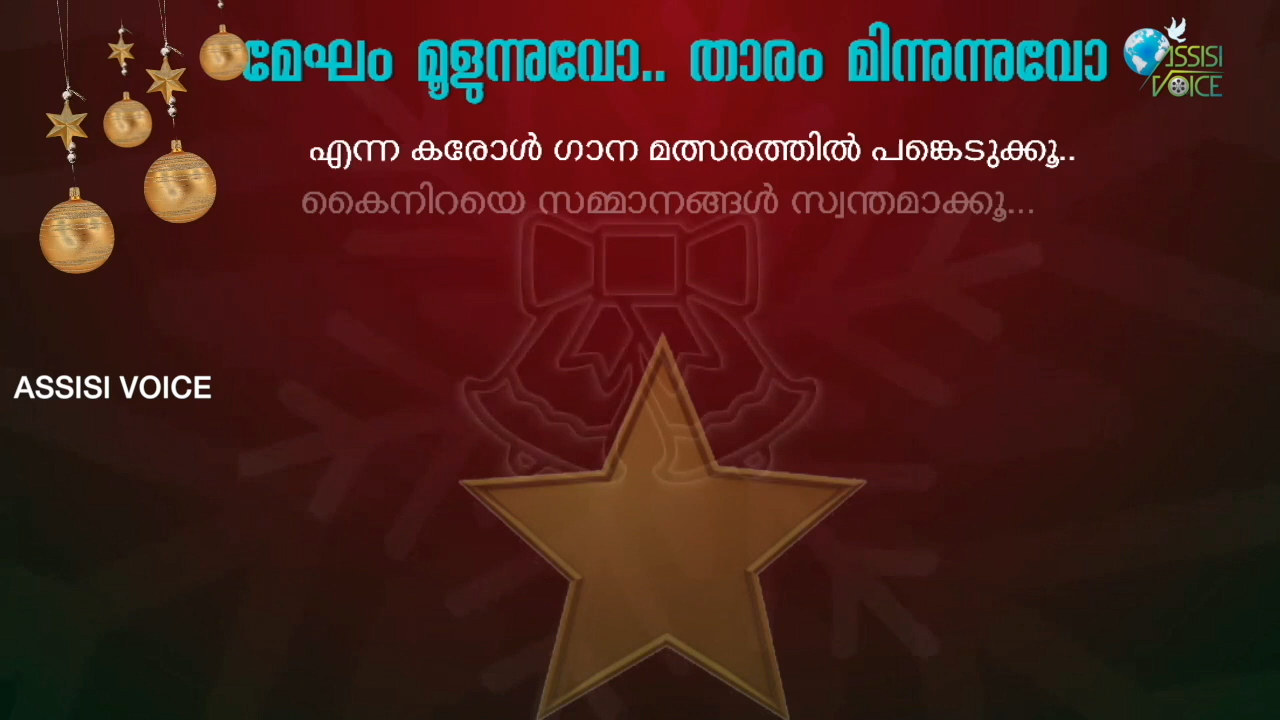 മേഘം മൂളുന്നുവോ.. താരം മിന്നുന്നുവോ
ASSISI
VOICE
എന്ന കരോൾ ഗാന മത്സരത്തിൽ പങ്കെടുക്കൂ..
കൈനിറയെ സമ്മാനങ്ങൾ സ്വന്തമാക്കൂ...
ASSISI VOICE